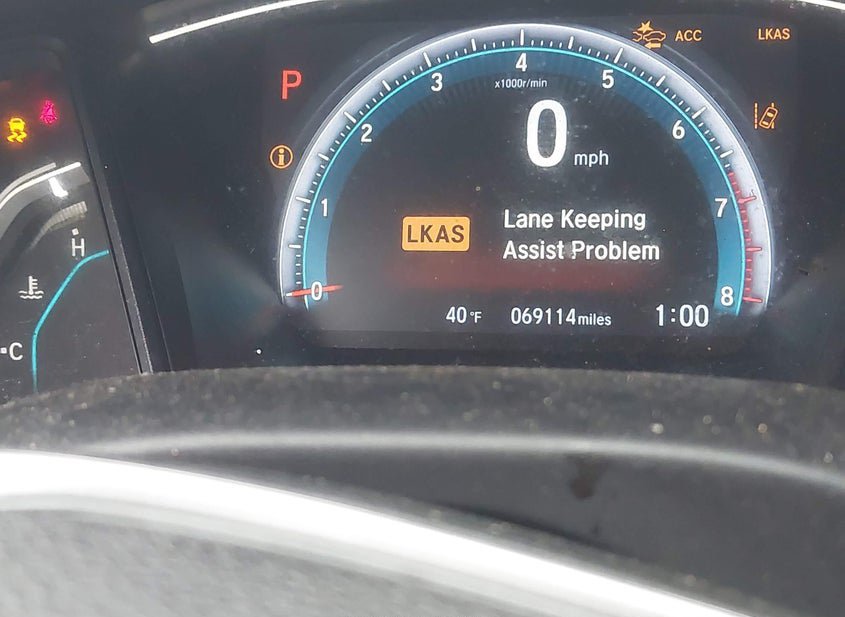 ACC
LKAS
P
i
0
1
2
3
4
5
6
7
8
x1000r/min
0 mph
LKAS
Lane Keeping
Assist Problem
40°F
069114miles
1:00
H
C